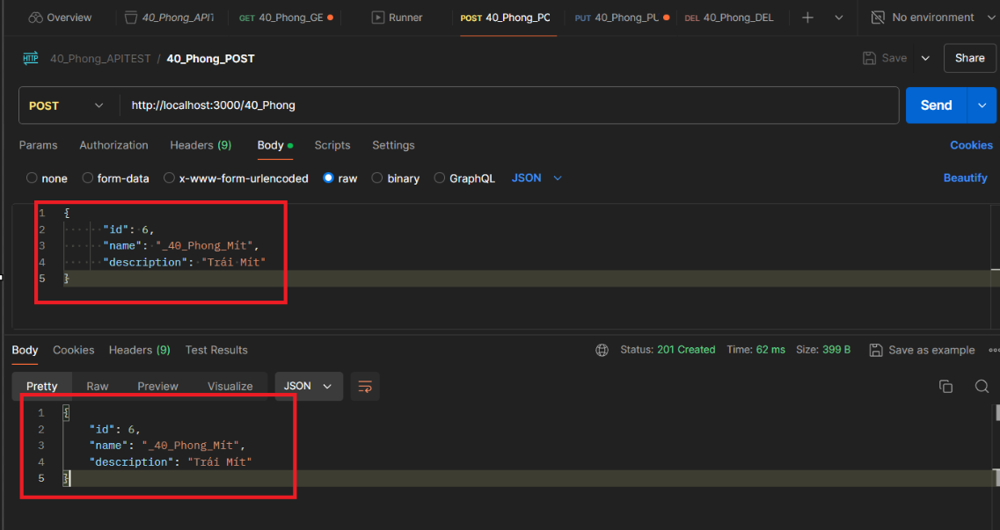 Overview 40_Phong_API GET 40_Phong_GE Runner POST 40_Phong_PO PUT 40_Phong_PU DEL 40_Phong_DEL No environment
HTTP 40_Phong_APITEST / 40_Phong_POST Save Share
POST http://localhost:3000/40_Phong Send
Params Authorization Headers (9) Body Scripts Settings Cookies
none form-data x-www-form-urlencoded raw binary GraphQL JSON Beautify
1 {
2 "id": 6,
3 "name": "_40_Phong_Mít",
4 "description": "Trái Mít"
5 }
Body Cookies Headers (9) Test Results Status: 201 Created Time: 62 ms Size: 399 B Save as example
Pretty Raw Preview Visualize JSON
1 {
2 "id": 6,
3 "name": "_40_Phong_Mít",
4 "description": "Trái Mít"
5 }